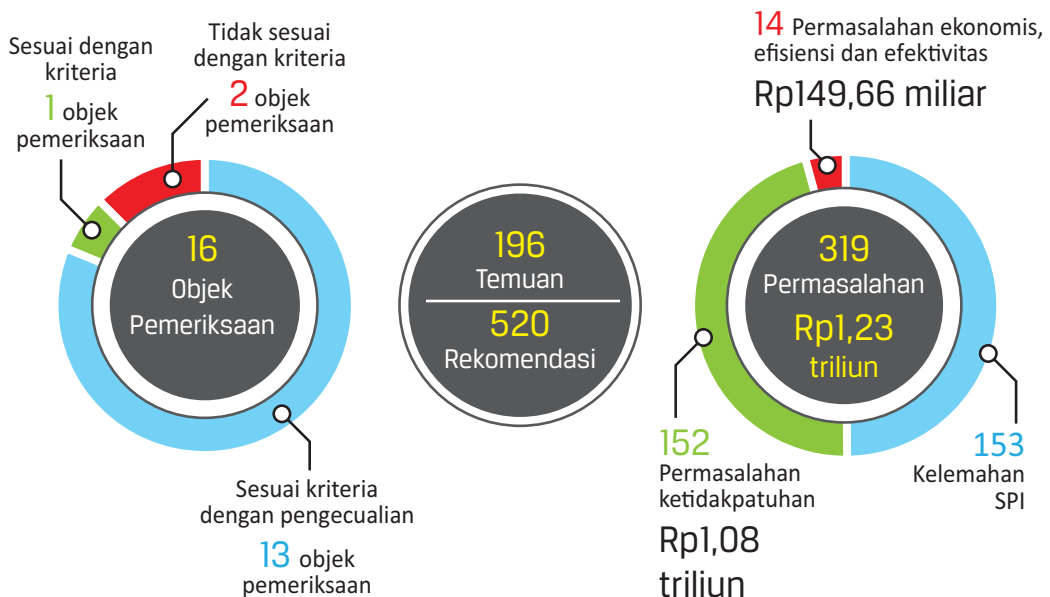 Sesuai dengan
kriteria
1 objek
pemeriksaan
Tidak sesuai
dengan kriteria
2 objek
pemeriksaan
16
Objek
Pemeriksaan
Sesuai kriteria
dengan pengecualian
13 objek
pemeriksaan
196
Temuan
520
Rekomendasi
14 Permasalahan ekonomis,
efisiensi dan efektivitas
Rp149,66 miliar
319
Permasalahan
Rp1,23
triliun
152
Permasalahan
ketidakpatuhan
Rp1,08
triliun
153
Kelemahan
SPI